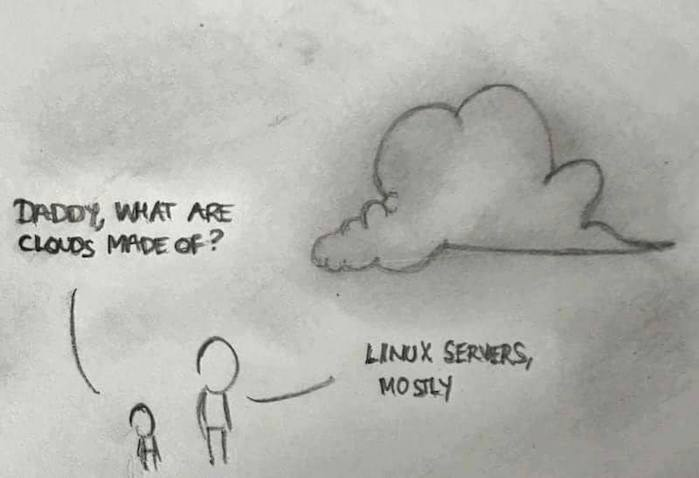 DADDY, WHAT ARE
CLOUDS MADE OF?
LINUX SERVERS,
MOSTLY